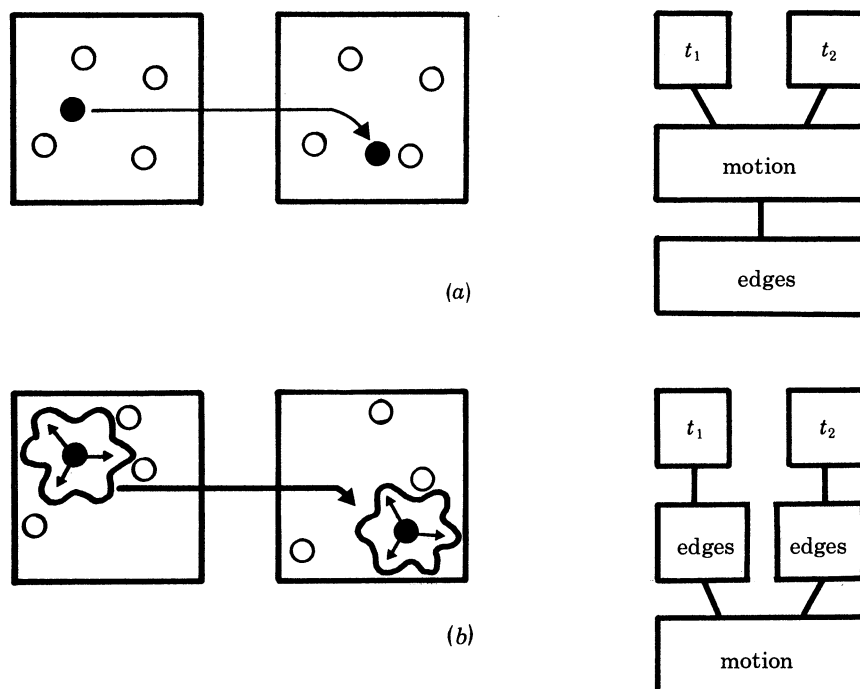 t₁ t₂
motion
edges
(a)
t₁ t₂
edges edges
(b)
motion